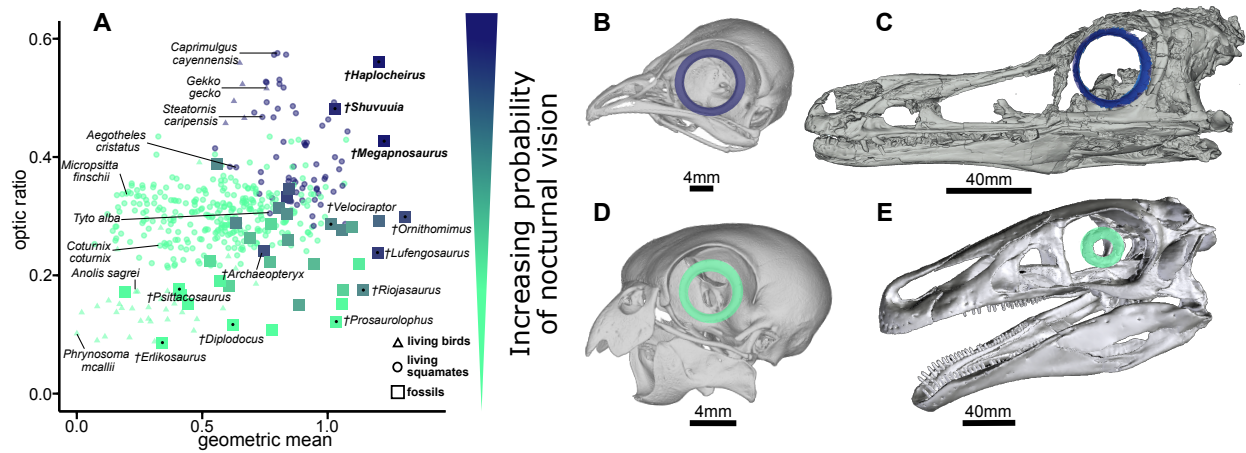 A
B
C
D
E
0.6
0.4
0.2
0.0
optic ratio
0.0
0.5
1.0
geometric mean
Caprimulgus
cayennensis
Gekko
gecko
Steatornis
caripensis
Aegotheles
cristatus
Micropsitta
finschii
Tyto alba
Coturnix
coturnix
Anolis sagrei
†Psittacosaurus
Phrynosoma
mcallii
†Erlikosaurus
†Diplodocus
†Archaeopteryx
†Haplocheirus
†Shuvuuia
†Megapnosaurus
†Velociraptor
†Ornithomimus
†Lufengosaurus
†Riojasaurus
†Prosaurolophus
living birds
living
squamates
fossils
Increasing probability
of nocturnal vision
4mm
40mm
4mm
40mm